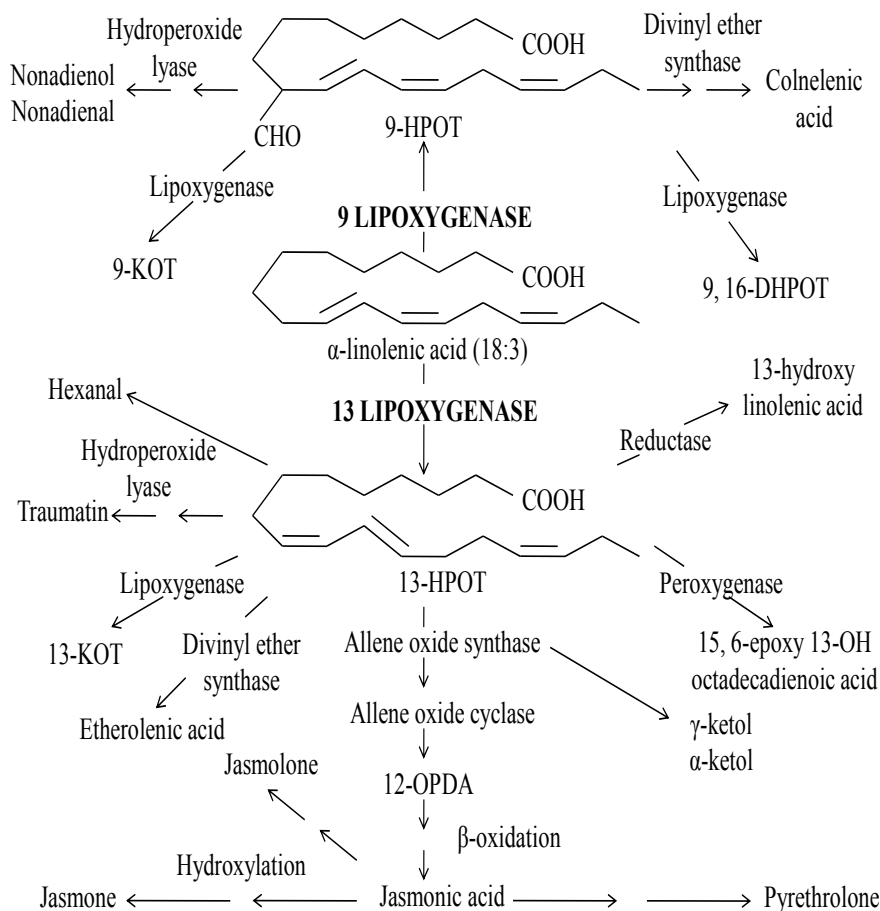 Hydroperoxide
lyase
COOH
Divinyl ether
synthase
Nonadienol
Nonadienal
Colnelenic
acid
CHO
9-HPOT
Lipoxygenase
Lipoxygenase
9 LIPOXYGENASE
9-KOT
COOH
9, 16-DHPOT
α-linolenic acid (18:3)
13-hydroxy
linolenic acid
Hexanal
13 LIPOXYGENASE
Reductase
Hydroperoxide
lyase
COOH
Traumatin
Lipoxygenase
13-HPOT
Peroxygenase
13-KOT
Divinyl ether
synthase
Allene oxide synthase
15, 6-epoxy 13-OH
octadecadienoic acid
Etherolenic acid
Allene oxide cyclase
γ-ketol
α-ketol
Jasmolone
12-OPDA
β-oxidation
Hydroxylation
Jasmone
Jasmonic acid
Pyrethrolone